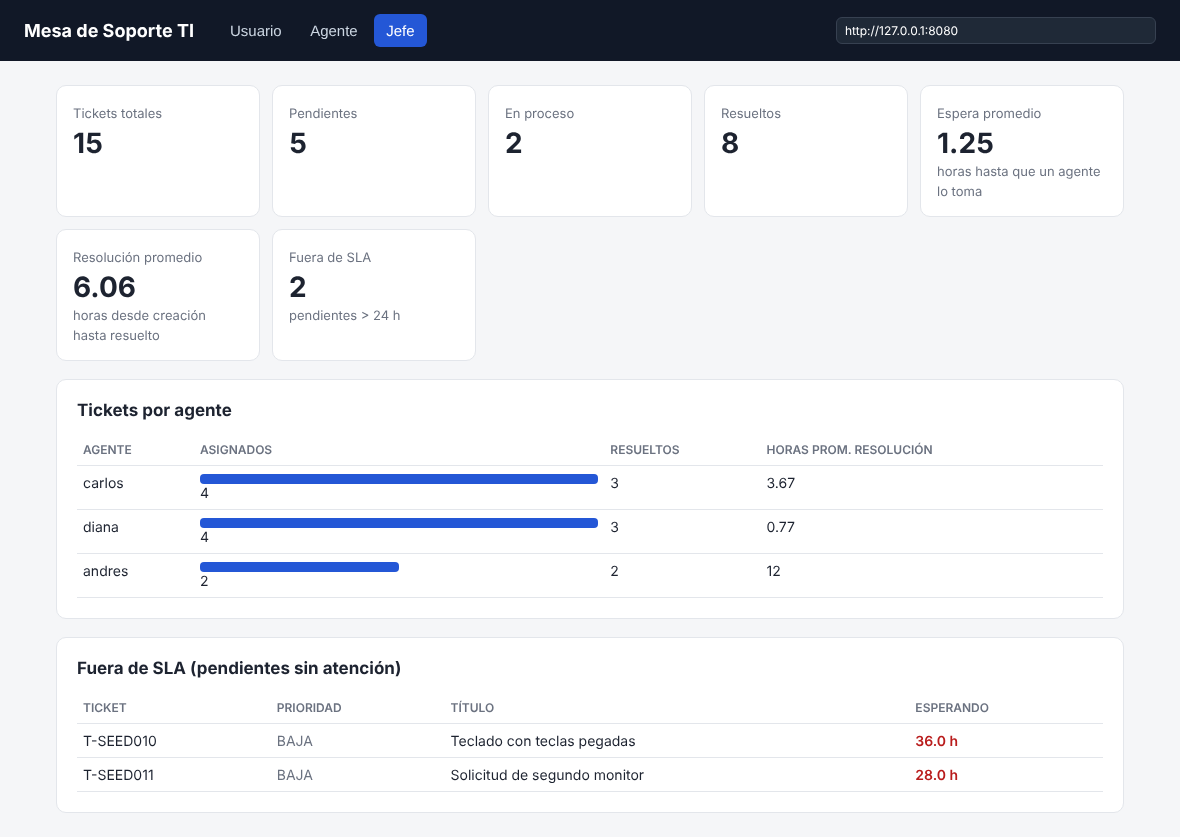 Mesa de Soporte TI
Usuario
Agente
Jefe
http://127.0.0.1:8080
Tickets totales
15
Pendientes
5
En proceso
2
Resueltos
8
Espera promedio
1.25
horas hasta que un agente
lo toma
Resolución promedio
6.06
horas desde creación
hasta resuelto
Fuera de SLA
2
pendientes > 24 h
Tickets por agente
AGENTE ASIGNADOS RESUELTOS HORAS PROM. RESOLUCIÓN
carlos 4 3 3.67
diana 4 3 0.77
andres 2 2 12
Fuera de SLA (pendientes sin atención)
TICKET PRIORIDAD TÍTULO ESPERANDO
T-SEED010 BAJA Teclado con teclas pegadas 36.0 h
T-SEED011 BAJA Solicitud de segundo monitor 28.0 h